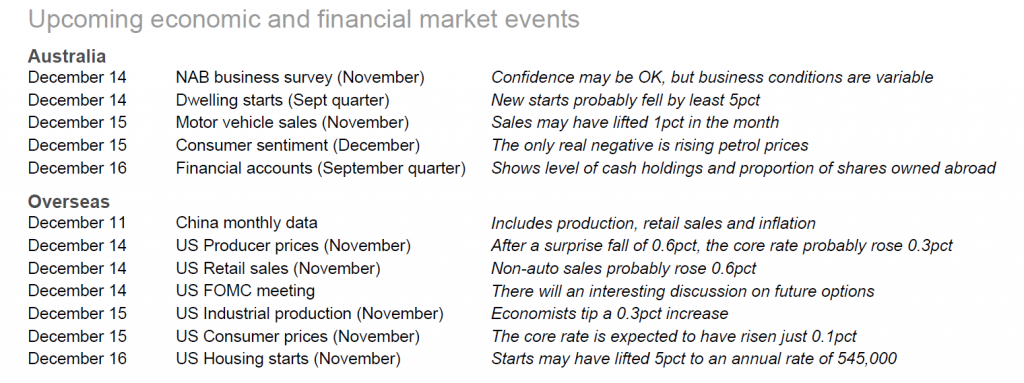 Upcoming economic and financial market events
Australia
December 14 NAB business survey (November) Confidence may be OK, but business conditions are variable
December 14 Dwelling starts (Sept quarter) New starts probably fell by least 5pct
December 15 Motor vehicle sales (November) Sales may have lifted 1pct in the month
December 15 Consumer sentiment (December) The only real negative is rising petrol prices
December 16 Financial accounts (September quarter) Shows level of cash holdings and proportion of shares owned abroad
Overseas
December 11 China monthly data Includes production, retail sales and inflation
December 14 US Producer prices (November) After a surprise fall of 0.6pct, the core rate probably rose 0.3pct
December 14 US Retail sales (November) Non-auto sales probably rose 0.6pct
December 14 US FOMC meeting There will an interesting discussion on future options
December 15 US Industrial production (November) Economists tip a 0.3pct increase
December 15 US Consumer prices (November) The core rate is expected to have risen just 0.1pct
December 16 US Housing starts (November) Starts may have lifted 5pct to an annual rate of 545,000